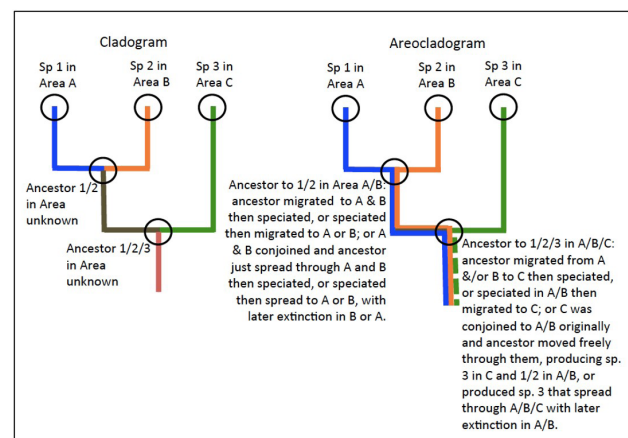 Cladogram
Sp 1 in
Area A
Sp 2 in
Area B
Sp 3 in
Area C
Ancestor 1/2
in Area
unknown
Ancestor 1/2/3
in Area
unknown
Areocladogram
Sp 1 in
Area A
Sp 2 in
Area B
Sp 3 in
Area C
Ancestor to 1/2 in Area A/B:
ancestor migrated to A & B
then speciated, or speciated
then migrated to A or B; or A
& B conjoined and ancestor
just spread through A and B
then speciated, or speciated
then spread to A or B, with
later extinction in B or A.
Ancestor to 1/2/3 in A/B/C:
ancestor migrated from A
&/or B to C then speciated,
or speciated in A/B then
migrated to C; or C was
conjoined to A/B originally
and ancestor moved freely
through them, producing sp.
3 in C and 1/2 in A/B, or
produced sp. 3 that spread
through A/B/C with later
extinction in A/B.